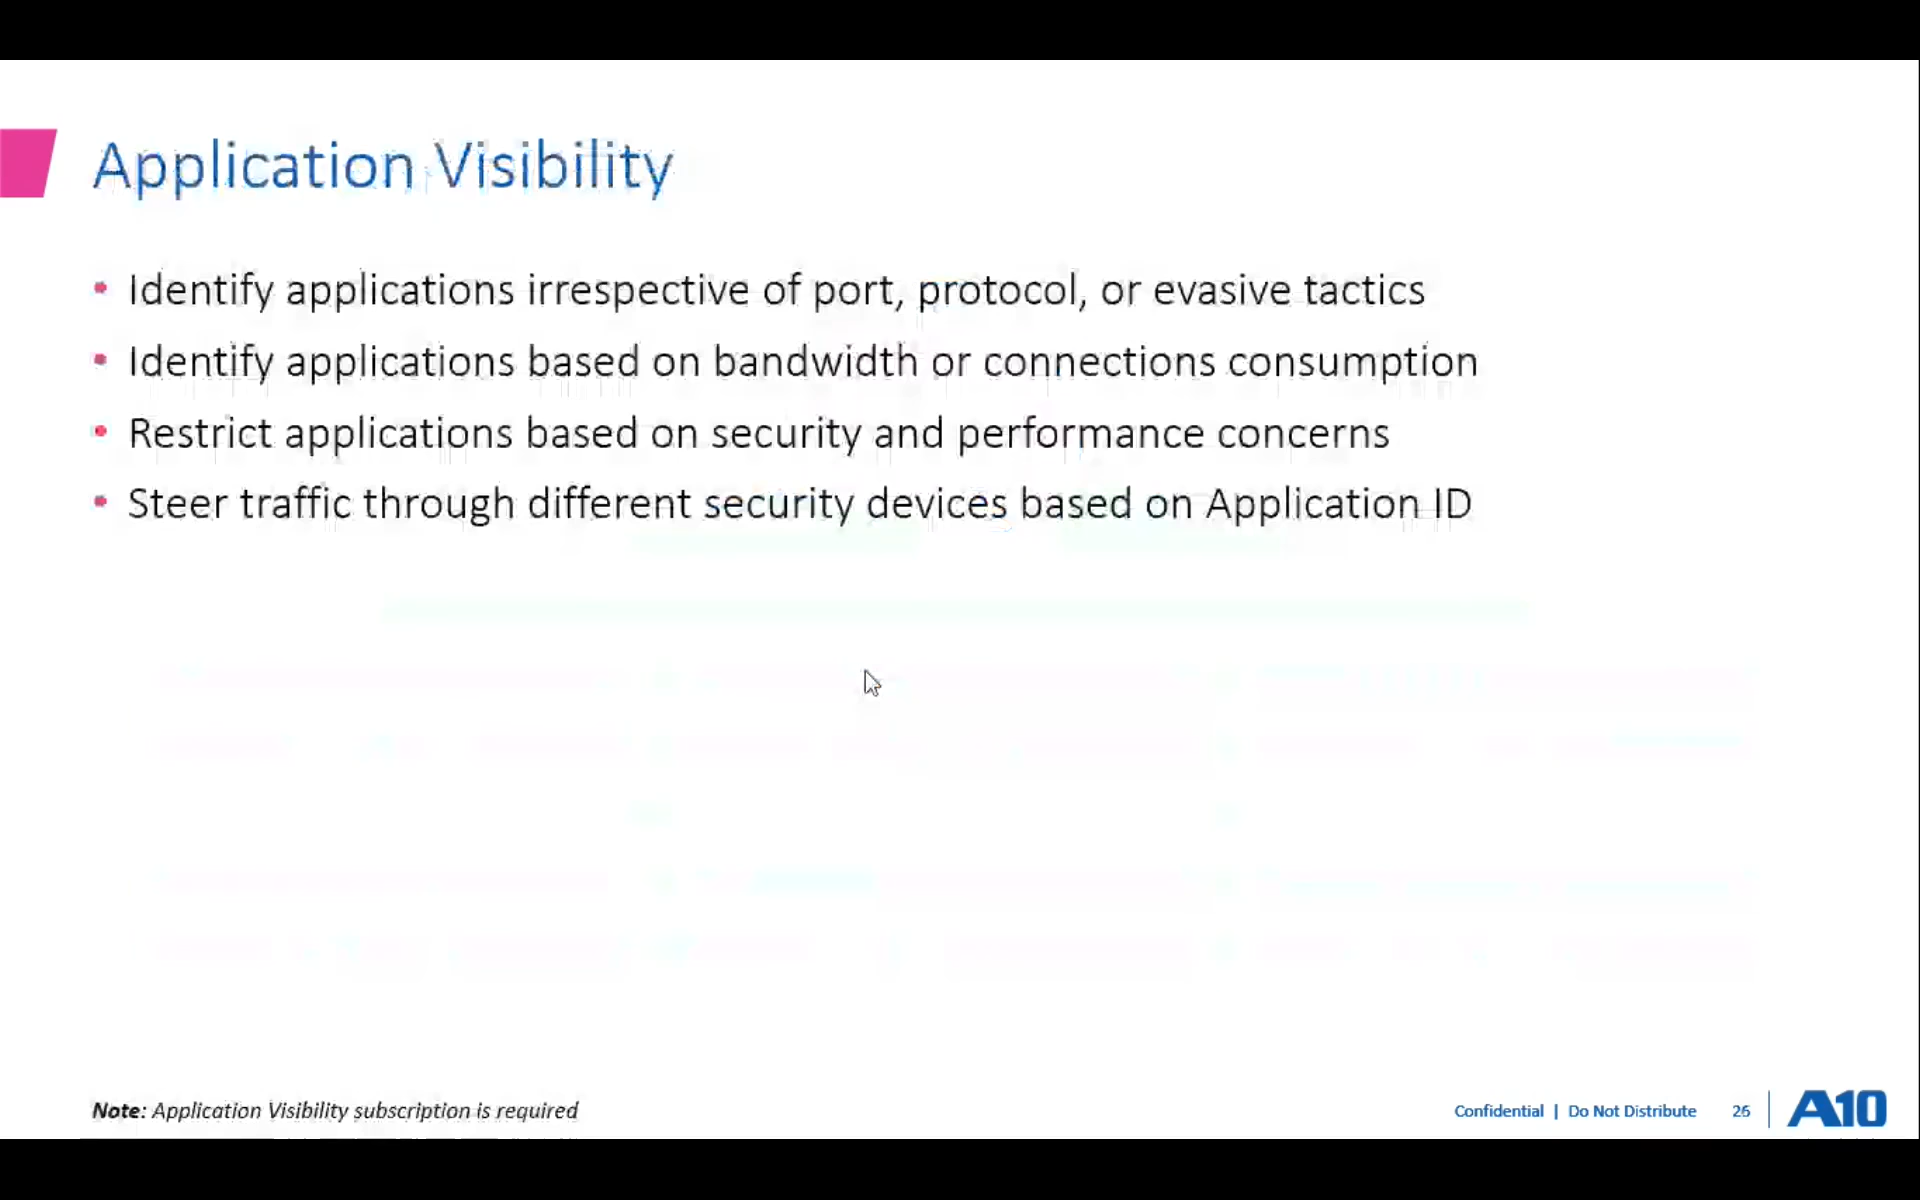 Application Visibility
• Identify applications irrespective of port, protocol, or evasive tactics
• Identify applications based on bandwidth or connections consumption
• Restrict applications based on security and performance concerns
• Steer traffic through different security devices based on Application ID
Note: Application Visibility subscription is required
Confidential | Do Not Distribute 26 A10